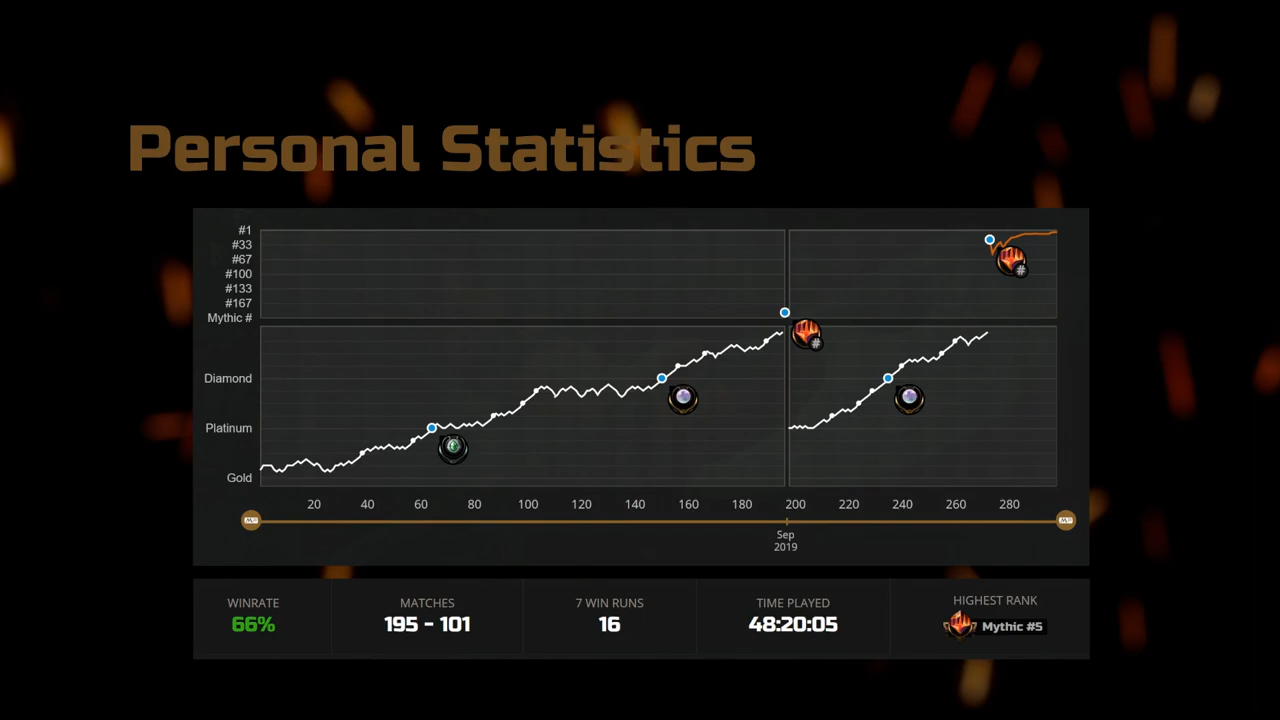 Personal Statistics
#1
#33
#67
#100
#133
#167
Mythic #
Diamond
Platinum
Gold
20 40 60 80 100 120 140 160 180 200 220 240 260 280
Sep
2019
WINRATE MATCHES 7 WIN RUNS TIME PLAYED HIGHEST RANK
66% 195 - 101 16 48:20:05 Mythic #5